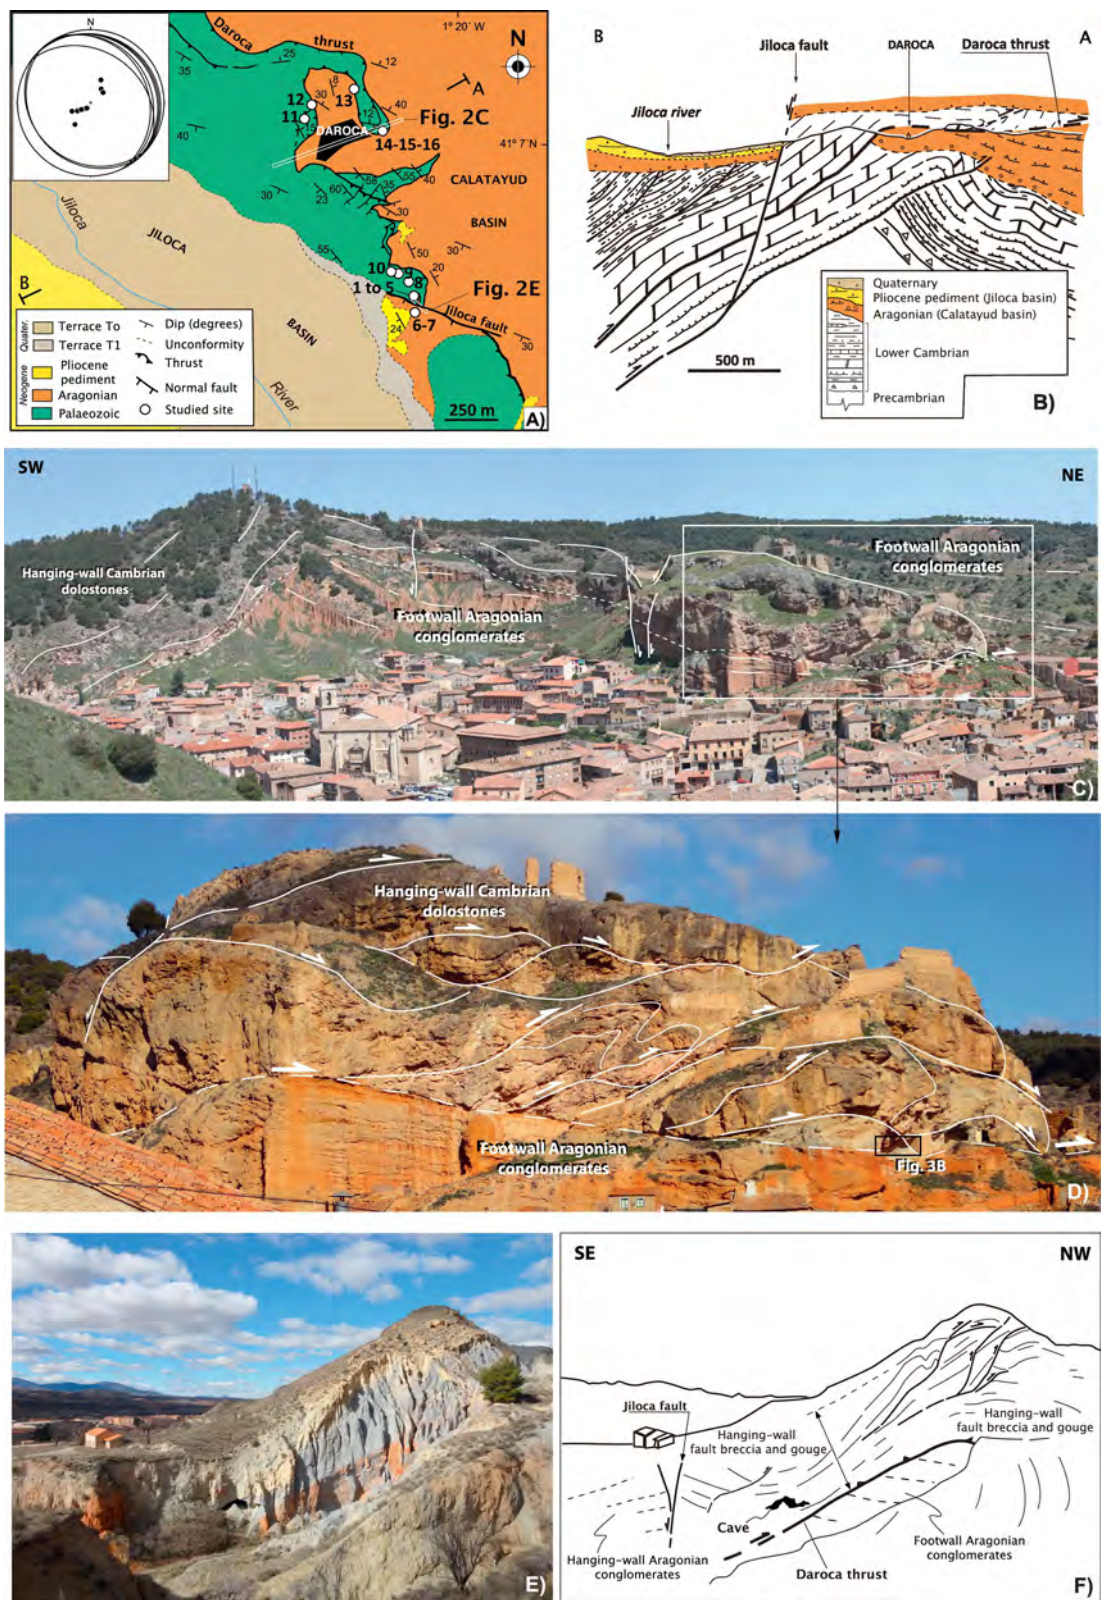 N
1° 20' W
Daroca
thrust
N
25
12
35
8
A
30
12
13
12
40
11
Fig. 2C
40
DAROCA
14-15-16
41° 7'N
CALATAYUD
58
55
40
35
60
23
30
30
BASIN
Jiloca
JILOCA
50
30
55
20
10
9
8
B
1 to 5
Fig. 2E
Jiloca fault
BASIN
6-7
24
30
River
250 m
A)
Quater.
Neogene
Terrace To
Terrace T1
Pliocene
pediment
Aragonian
Palaeozoic
Dip (degrees)
Unconformity
Thrust
Normal fault
Studied site
B
A
Jiloca fault
DAROCA
Daroca thrust
Jiloca river
500 m
Quaternary
Pliocene pediment (Jiloca basin)
Aragonian (Calatayud basin)
Lower Cambrian
Precambrian
B)
SW
NE
Hanging-wall Cambrian
dolostones
Footwall Aragonian
conglomerates
Footwall Aragonian
conglomerates
C)
Hanging-wall Cambrian
dolostones
Footwall Aragonian
conglomerates
Fig. 3B
D)
E)
SE
NW
Jiloca fault
Hanging-wall
fault breccia and gouge
Hanging-wall
fault breccia and gouge
Cave
Hanging-wall Aragonian
conglomerates
Daroca thrust
Footwall Aragonian
conglomerates
F)